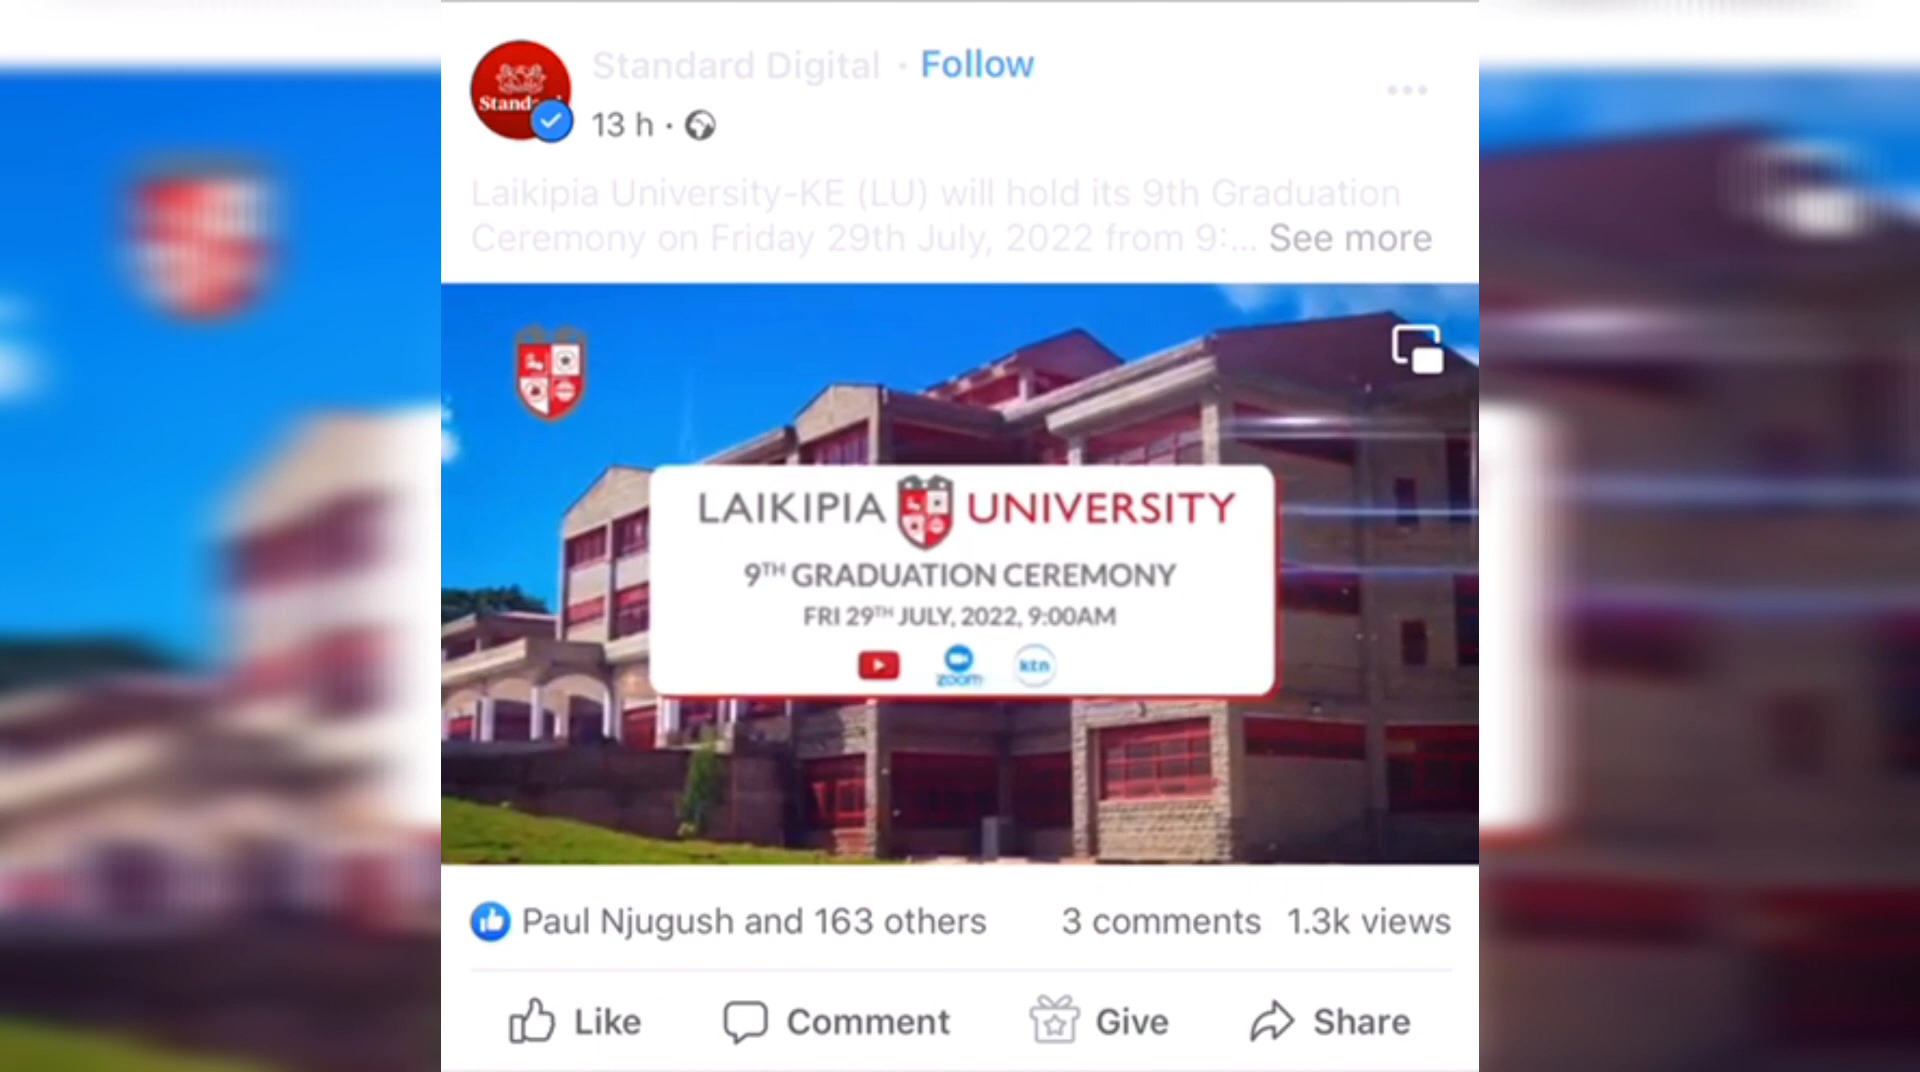 Standard Digital · Follow
Stand
13 h ·
Laikipia University-KE (LU) will hold its 9th Graduation
Ceremony on Friday 29th July, 2022 from 9:... See more
LAIKIPIA UNIVERSITY
9TH GRADUATION CEREMONY
FRI 29TH JULY, 2022, 9:00AM
zoom
ktn
Paul Njugush and 163 others 3 comments 1.3k views
Like Comment Give Share